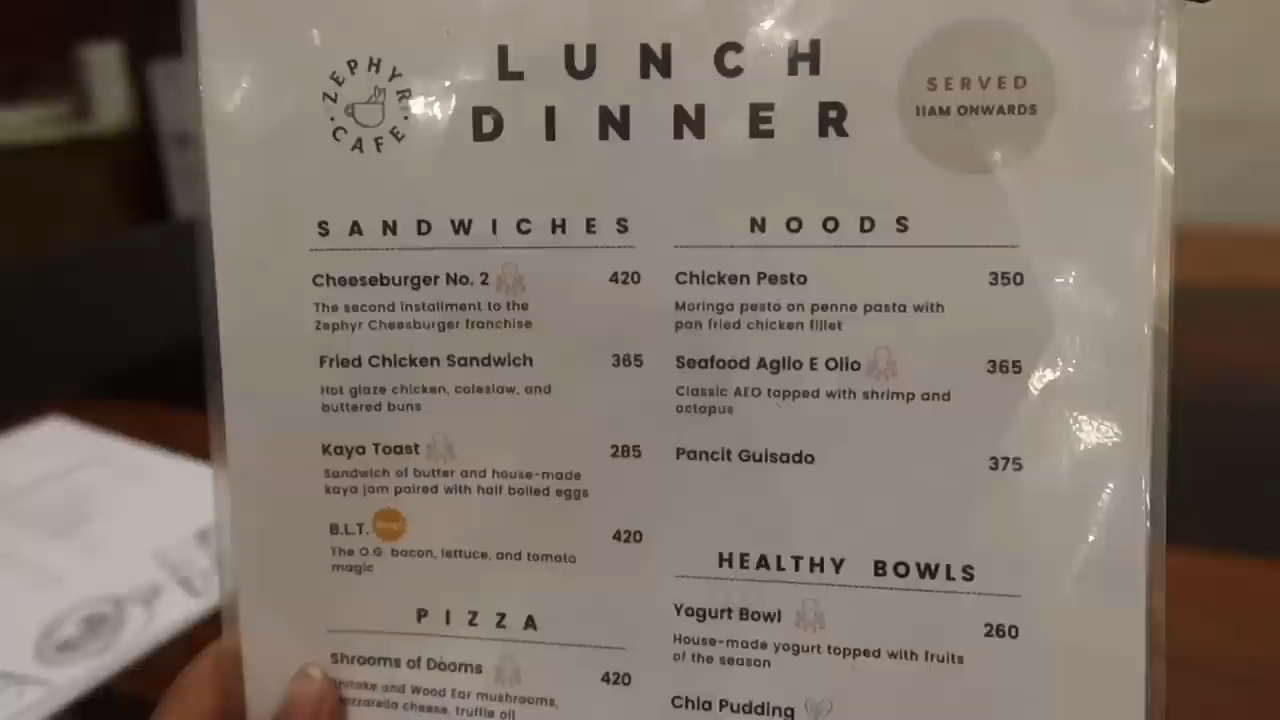 ZEPHYR CAFE
LUNCH
DINNER
SERVED
11AM ONWARDS
SANDWICHES
Cheeseburger No. 2 420
The second installment to the
Zephyr Cheesburger franchise
Fried Chicken Sandwich 365
Hot glaze chicken, coleslaw, and
buttered buns
Kaya Toast 285
Sandwich of butter and house-made
kaya jam paired with half boiled eggs
B.L.T. 420
The O.G. bacon, lettuce, and tomato
magic
PIZZA
Shrooms of Dooms 420
and Wood Ear mushrooms,
mozzarella cheese, truffle oil
NOODS
Chicken Pesto 350
Moringa pesto on penne pasta with
pan fried chicken fillet
Seafood Aglio E Olio 365
Classic AEO topped with shrimp and
octopus
Pancit Guisado 375
HEALTHY BOWLS
Yogurt Bowl 260
House-made yogurt topped with fruits
of the season
Chia Pudding